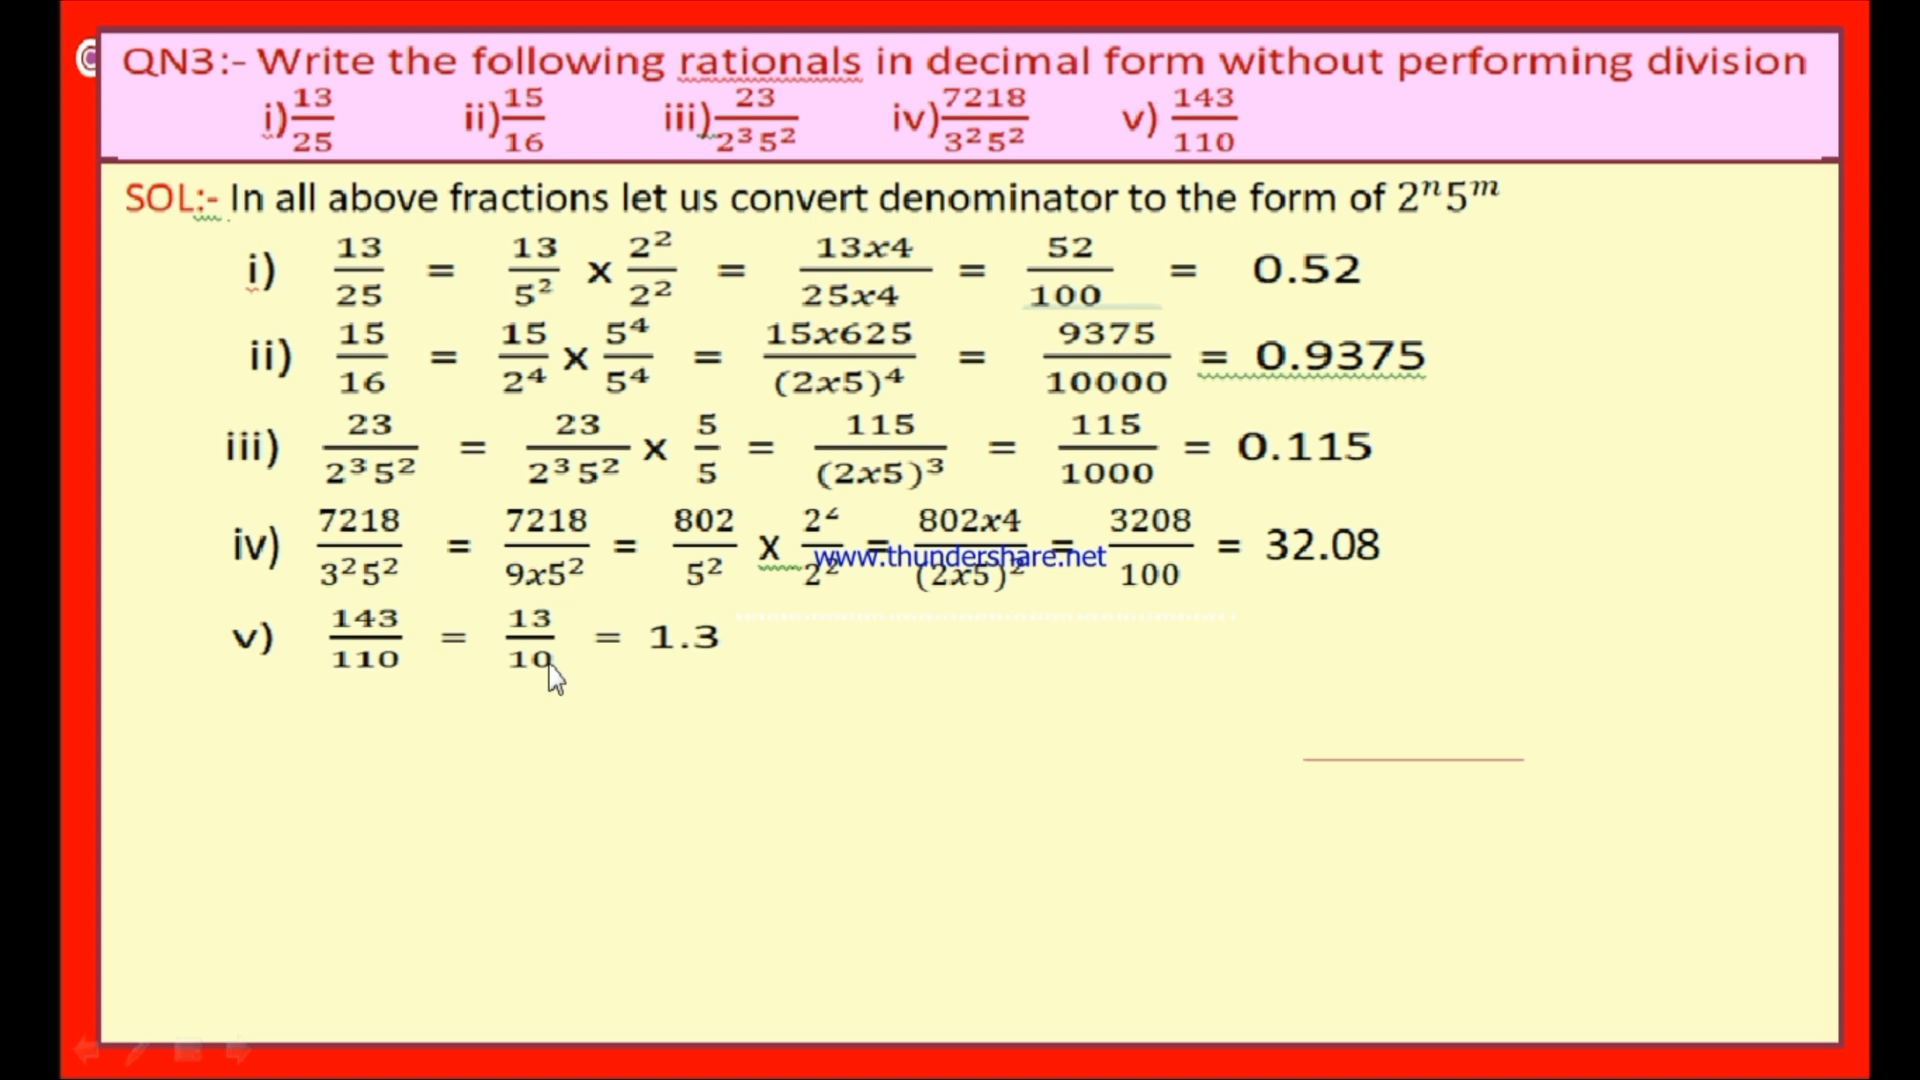 QN3:- Write the following rationals in decimal form without performing division
i) 13/25 ii) 15/16 iii) 23/2³5² iv) 7218/3²5² v) 143/110
SOL:- In all above fractions let us convert denominator to the form of 2ⁿ5ᵐ
i) 13/25 = 13/5² x 2²/2² = 13x4/25x4 = 52/100 = 0.52
ii) 15/16 = 15/2⁴ x 5⁴/5⁴ = 15x625/(2x5)⁴ = 9375/10000 = 0.9375
iii) 23/2³5² = 23/2³5² x 5/5 = 115/(2x5)³ = 115/1000 = 0.115
iv) 7218/3²5² = 7218/9x5² = 802/5² x 2²/2² = 802x4/(2x5)² = 3208/100 = 32.08
www.thundershare.net
v) 143/110 = 13/10 = 1.3